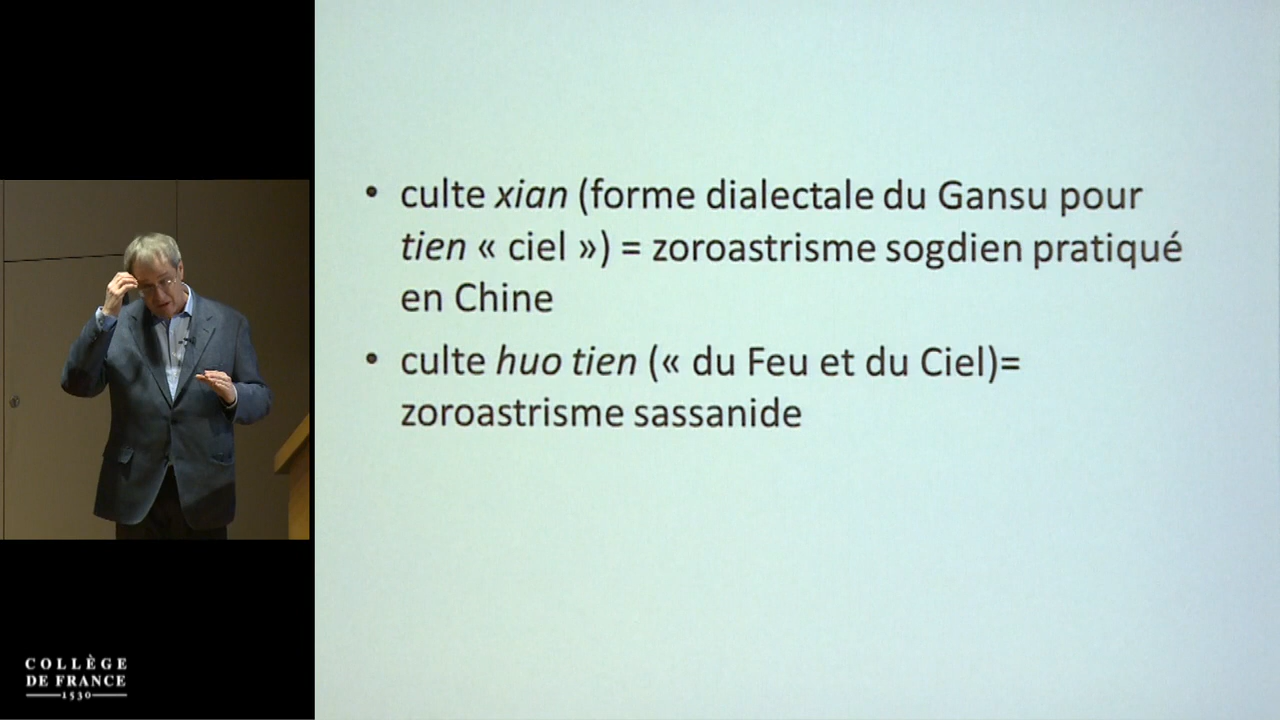 • culte xian (forme dialectale du Gansu pour
tien « ciel ») = zoroastrisme sogdien pratiqué
en Chine
• culte huo tien (« du Feu et du Ciel)=
zoroastrisme sassanide
COLLÈGE
DE FRANCE
1530